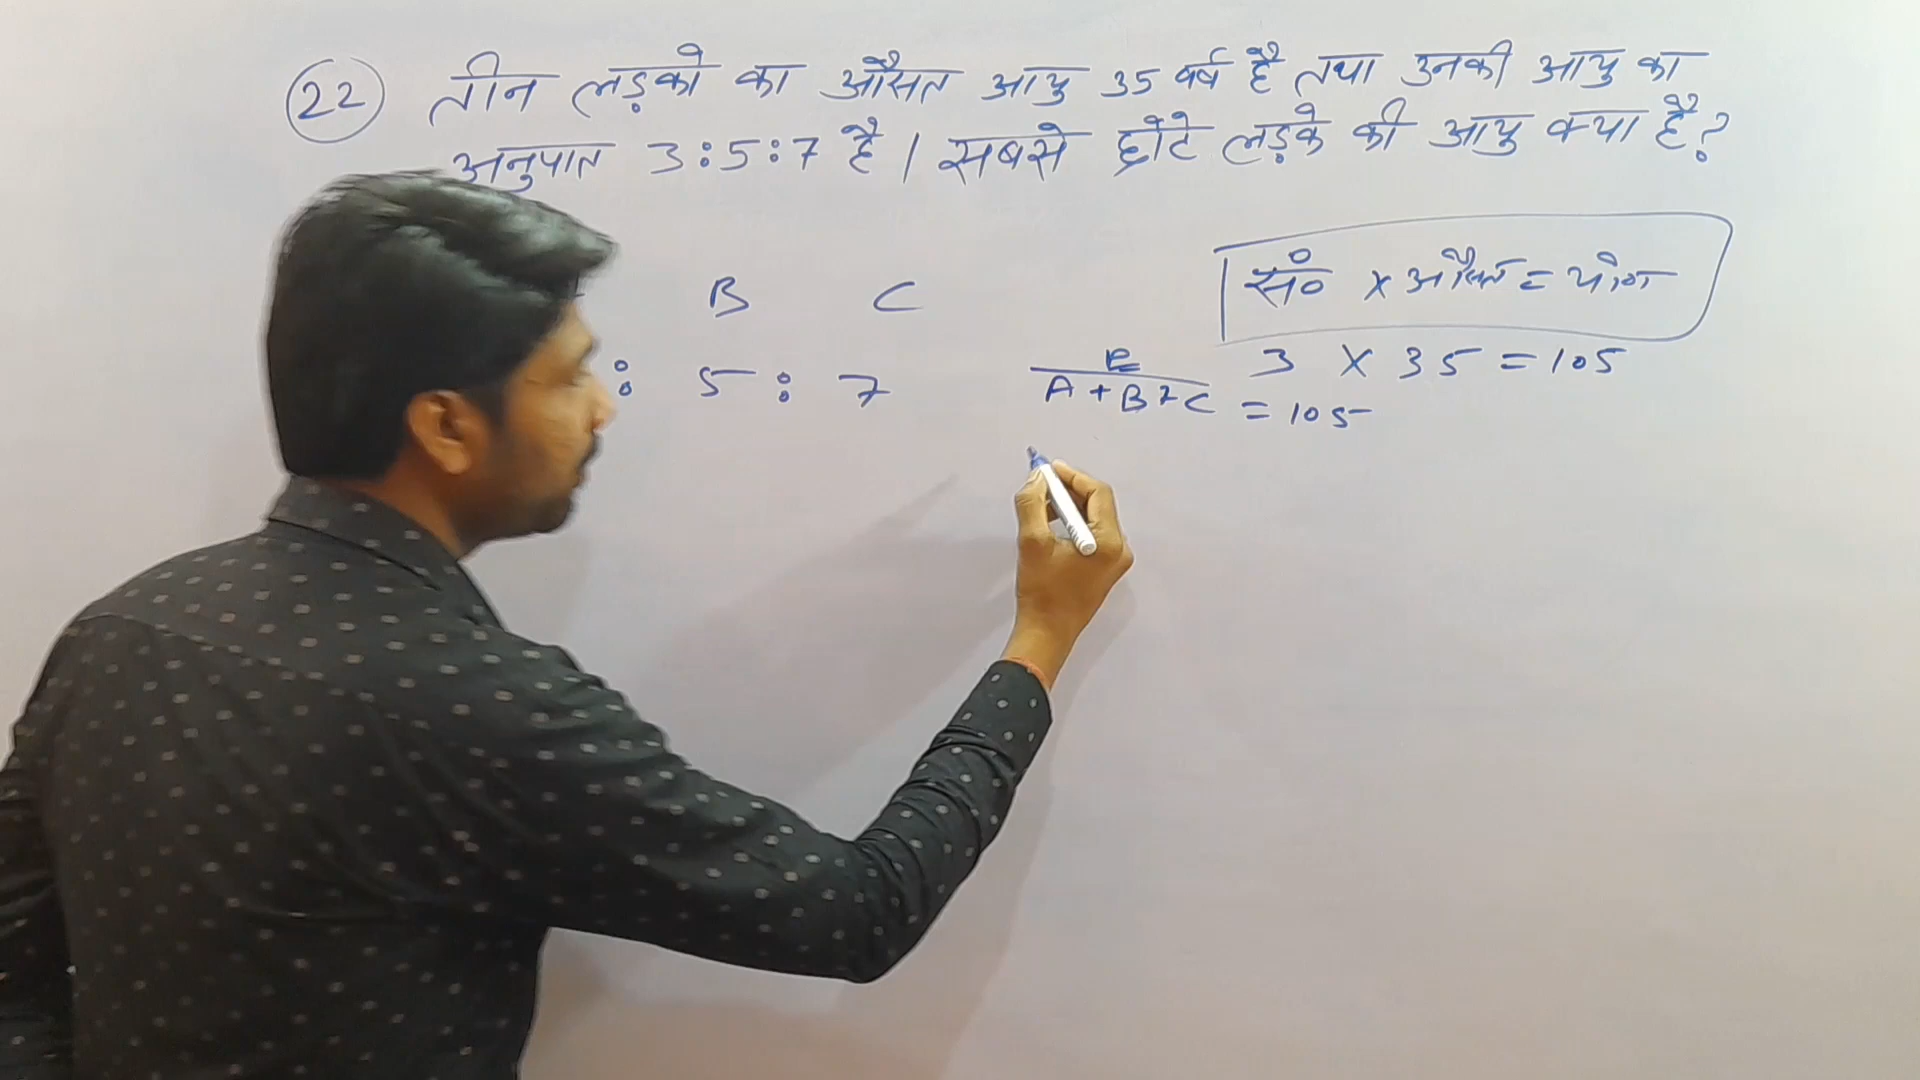 22 तीन लड़को का औसत आयु 35 वर्ष है तथा उनकी आयु का
अनुपात 3:5:7 है। सबसे छोटे लड़के की आयु क्या है?
सं० × औसत = योग
B C
: 5 : 7
3 × 35 = 105
A + B + C = 105